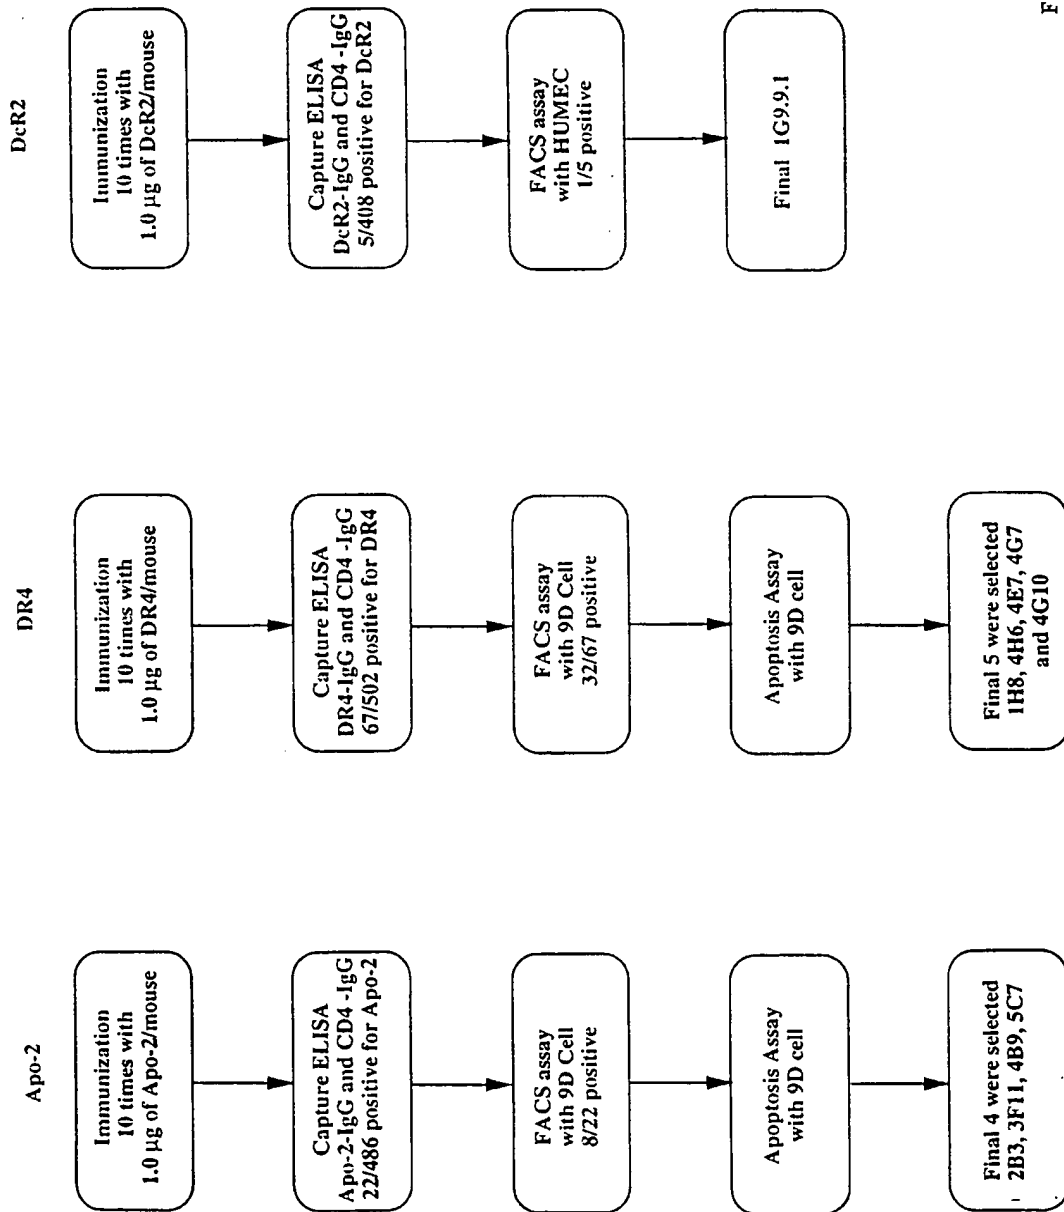 Apo-2
Immunization
10 times with
1.0 µg of Apo-2/mouse
Capture ELISA
Apo-2-IgG and CD4 -IgG
22/486 positive for Apo-2
FACS assay
with 9D Cell
8/22 positive
Apoptosis Assay
with 9D cell
Final 4 were selected
2B3, 3F11, 4B9, 5C7
DR4
Immunization
10 times with
1.0 µg of DR4/mouse
Capture ELISA
DR4-IgG and CD4 -IgG
67/502 positive for DR4
FACS assay
with 9D Cell
32/67 positive
Apoptosis Assay
with 9D cell
Final 5 were selected
1H8, 4H6, 4E7, 4G7
and 4G10
DcR2
Immunization
10 times with
1.0 µg of DcR2/mouse
Capture ELISA
DcR2-IgG and CD4 -IgG
5/408 positive for DcR2
FACS assay
with HUMEC
1/5 positive
Final 1G9.9.1
F